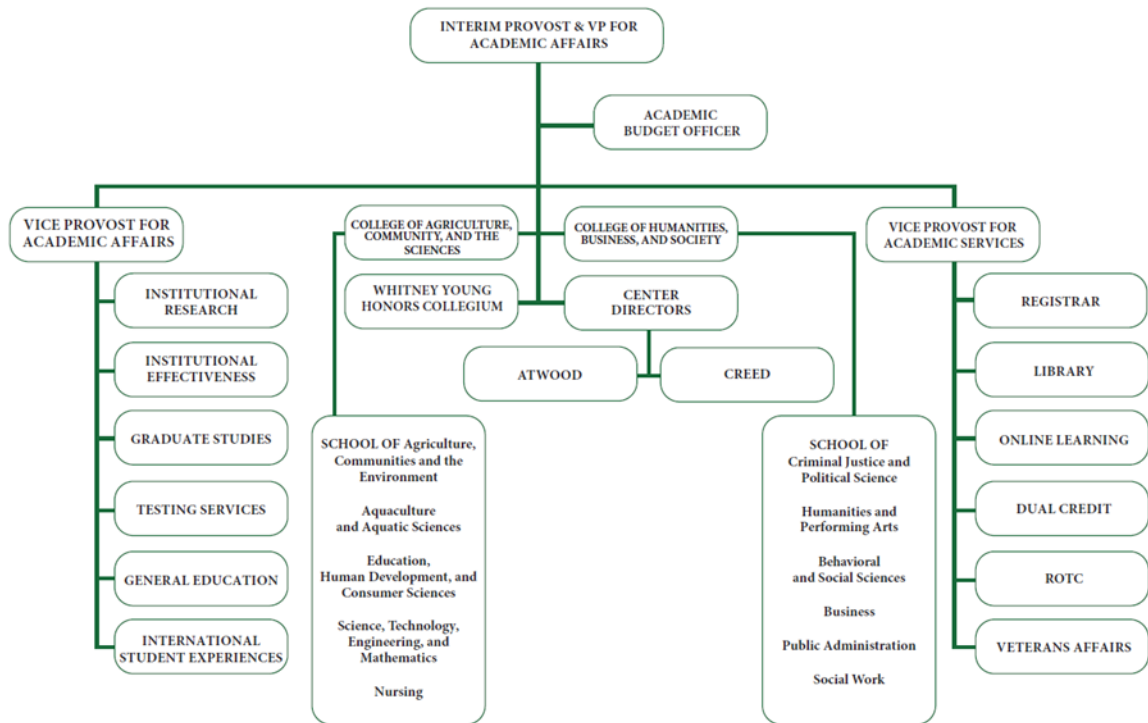 INTERIM PROVOST & VP FOR
ACADEMIC AFFAIRS
ACADEMIC
BUDGET OFFICER
VICE PROVOST FOR
ACADEMIC AFFAIRS
INSTITUTIONAL
RESEARCH
INSTITUTIONAL
EFFECTIVENESS
GRADUATE STUDIES
TESTING SERVICES
GENERAL EDUCATION
INTERNATIONAL
STUDENT EXPERIENCES
COLLEGE OF AGRICULTURE,
COMMUNITY, AND THE
SCIENCES
COLLEGE OF HUMANITIES,
BUSINESS, AND SOCIETY
WHITNEY YOUNG
HONORS COLLEGIUM
CENTER
DIRECTORS
ATWOOD
CREED
SCHOOL OF Agriculture,
Communities and the
Environment
Aquaculture
and Aquatic Sciences
Education,
Human Development, and
Consumer Sciences
Science, Technology,
Engineering, and
Mathematics
Nursing
SCHOOL OF
Criminal Justice and
Political Science
Humanities and
Performing Arts
Behavioral
and Social Sciences
Business
Public Administration
Social Work
VICE PROVOST FOR
ACADEMIC SERVICES
REGISTRAR
LIBRARY
ONLINE LEARNING
DUAL CREDIT
ROTC
VETERANS AFFAIRS